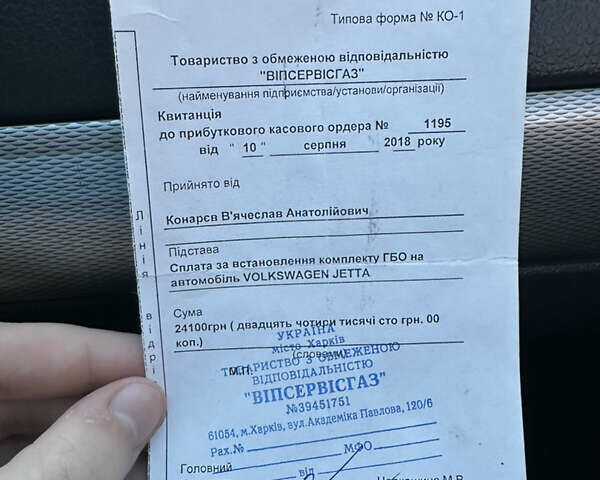 Типова форма № КО-1
Товариство з обмеженою відповідальністю
"ВІПСЕРВІСГАЗ"
(найменування підприємства/установи/організації)
Квитанція
до прибуткового касового ордера № 1195
від " 10 " серпня 2018 року
Прийнято від
Конарєв В'ячеслав Анатолійович
Підстава
Сплата за встановлення комплекту ГБО на
автомобіль VOLKSWAGEN JETTA
Сума
24100грн ( двадцять чотири тисячі сто грн. 00
коп.)
(словами)
М.П.
УКРАЇНА
місто Харків
ТОВАРИСТВО З ОБМЕЖЕНОЮ
ВІДПОВІДАЛЬНІСТЮ
"ВІПСЕРВІСГАЗ"
№39451751
61054, м.Харків, вул.Академіка Павлова, 120/6
Рах.№ МФО
від
Головний
Лінія відрі